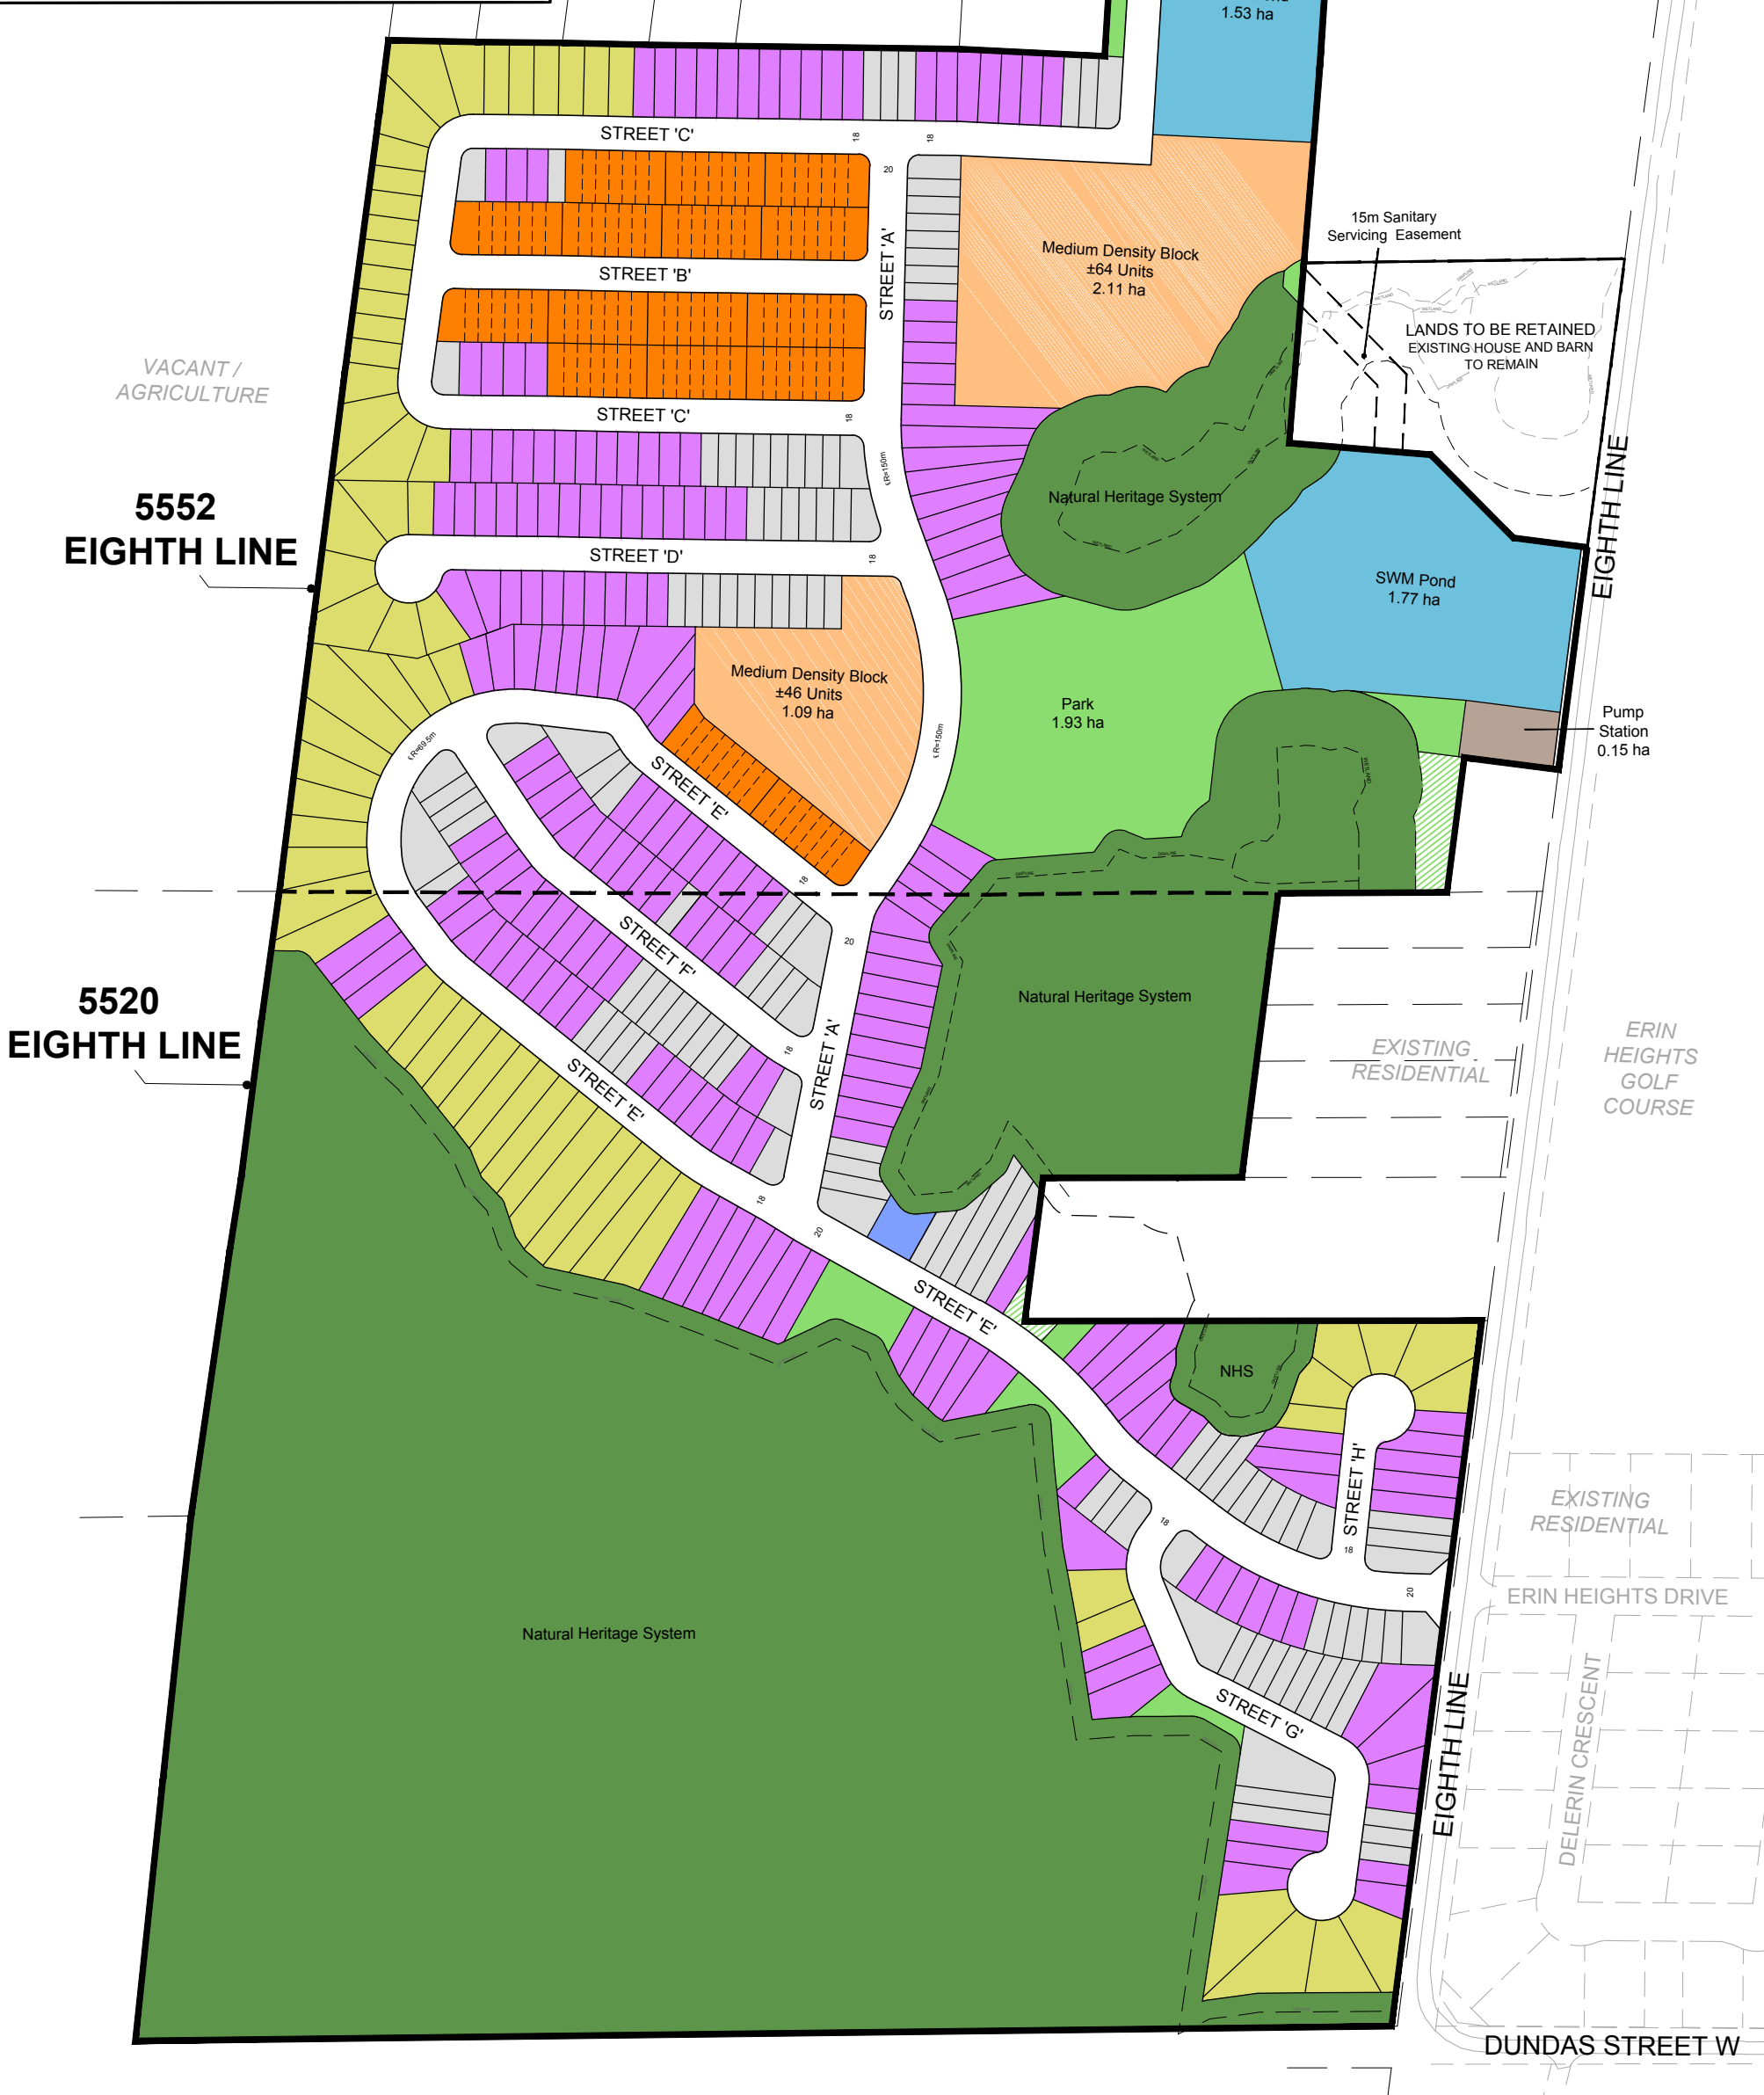 1.53 ha
STREET 'C'
18
18
20
STREET 'A'
Medium Density Block
±64 Units
2.11 ha
15m Sanitary
Servicing Easement
STREET 'B'
LANDS TO BE RETAINED
EXISTING HOUSE AND BARN
TO REMAIN
VACANT /
AGRICULTURE
STREET 'C'
18
R=150m
EIGHTH LINE
Natural Heritage System
5552
EIGHTH LINE
STREET 'D'
18
SWM Pond
1.77 ha
Medium Density Block
±46 Units
1.09 ha
Park
1.93 ha
Pump
Station
0.15 ha
R=69.5m
R=150m
STREET 'E'
18
20
STREET 'F'
5520
EIGHTH LINE
Natural Heritage System
EXISTING
RESIDENTIAL
ERIN
HEIGHTS
GOLF
COURSE
18
STREET 'A'
STREET 'E'
18
20
STREET 'E'
NHS
STREET 'H'
EXISTING
RESIDENTIAL
18
18
20
ERIN HEIGHTS DRIVE
Natural Heritage System
STREET 'G'
EIGHTH LINE
DELERIN CRESCENT
DUNDAS STREET W